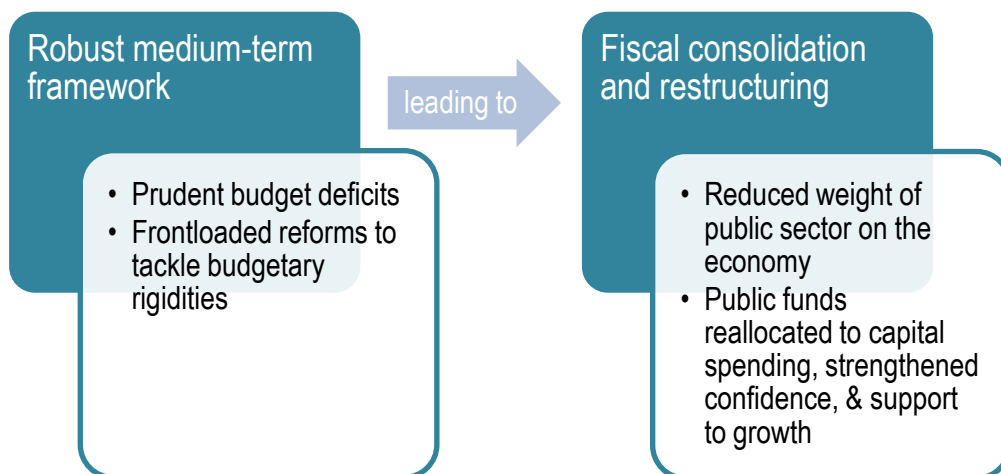 Robust medium-term
framework
• Prudent budget deficits
• Frontloaded reforms to
tackle budgetary
rigidities
leading to
Fiscal consolidation
and restructuring
• Reduced weight of
public sector on the
economy
• Public funds
reallocated to capital
spending, strengthened
confidence, & support
to growth